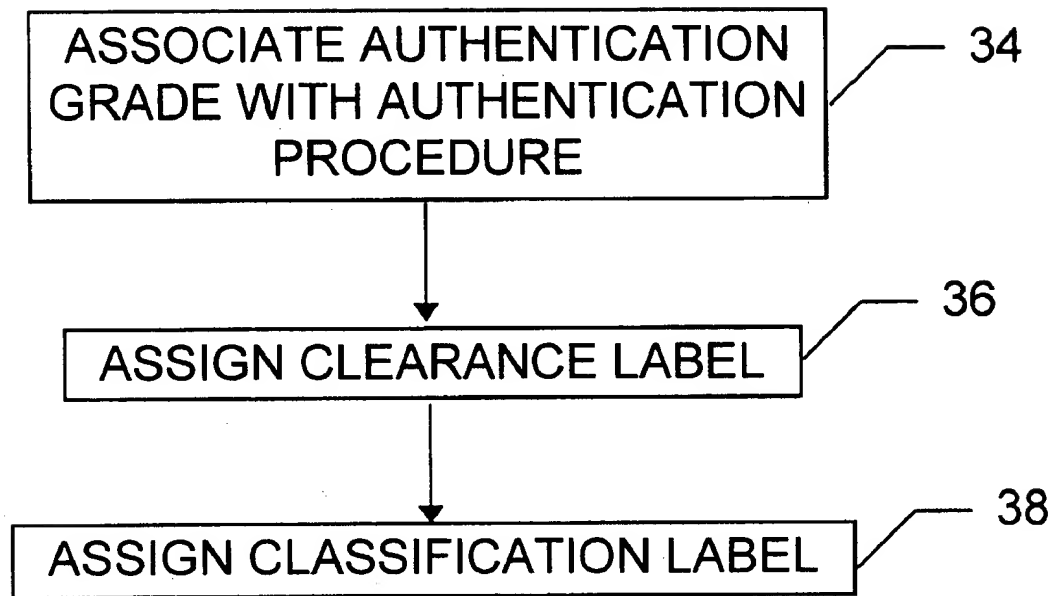 ASSOCIATE AUTHENTICATION
GRADE WITH AUTHENTICATION
PROCEDURE
34
ASSIGN CLEARANCE LABEL
36
ASSIGN CLASSIFICATION LABEL
38